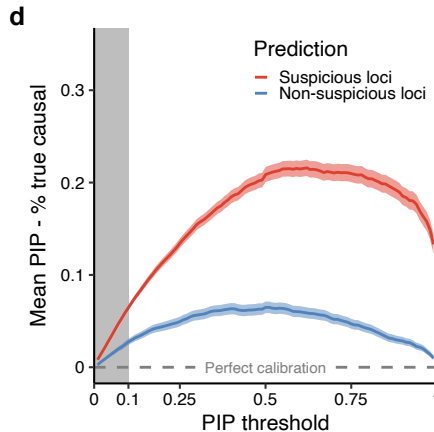 d
Prediction
Suspicious loci
Non-suspicious loci
Mean PIP - % true causal
0.3
0.2
0.1
0
Perfect calibration
0 0.1 0.25 0.5 0.75
PIP threshold